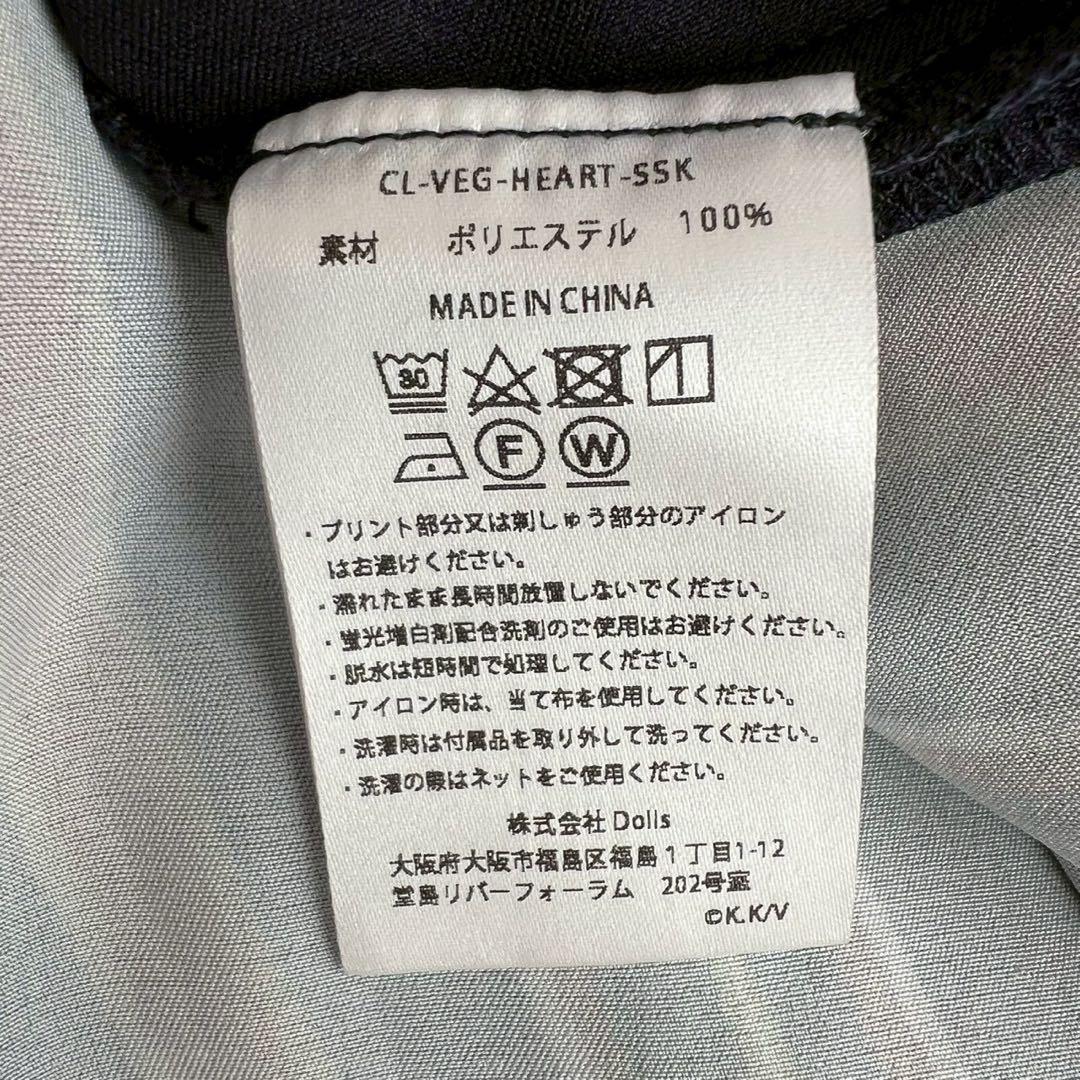 CL-VEG-HEART-SSK
素材 ポリエステル 100%
MADE IN CHINA
30
F W
・プリント部分又は刺しゅう部分のアイロン
はお避けください。
・濡れたまま長時間放置しないでください。
・蛍光増白剤配合洗剤のご使用はお避けください。
・脱水は短時間で処理してください。
・アイロン時は、当て布を使用してください。
・洗濯時は付属品を取り外して洗ってください。
・洗濯の際はネットをご使用ください。
株式会社 Dolls
大阪府大阪市福島区福島1丁目1-12
堂島リバーフォーラム 202号室
©K.K/V